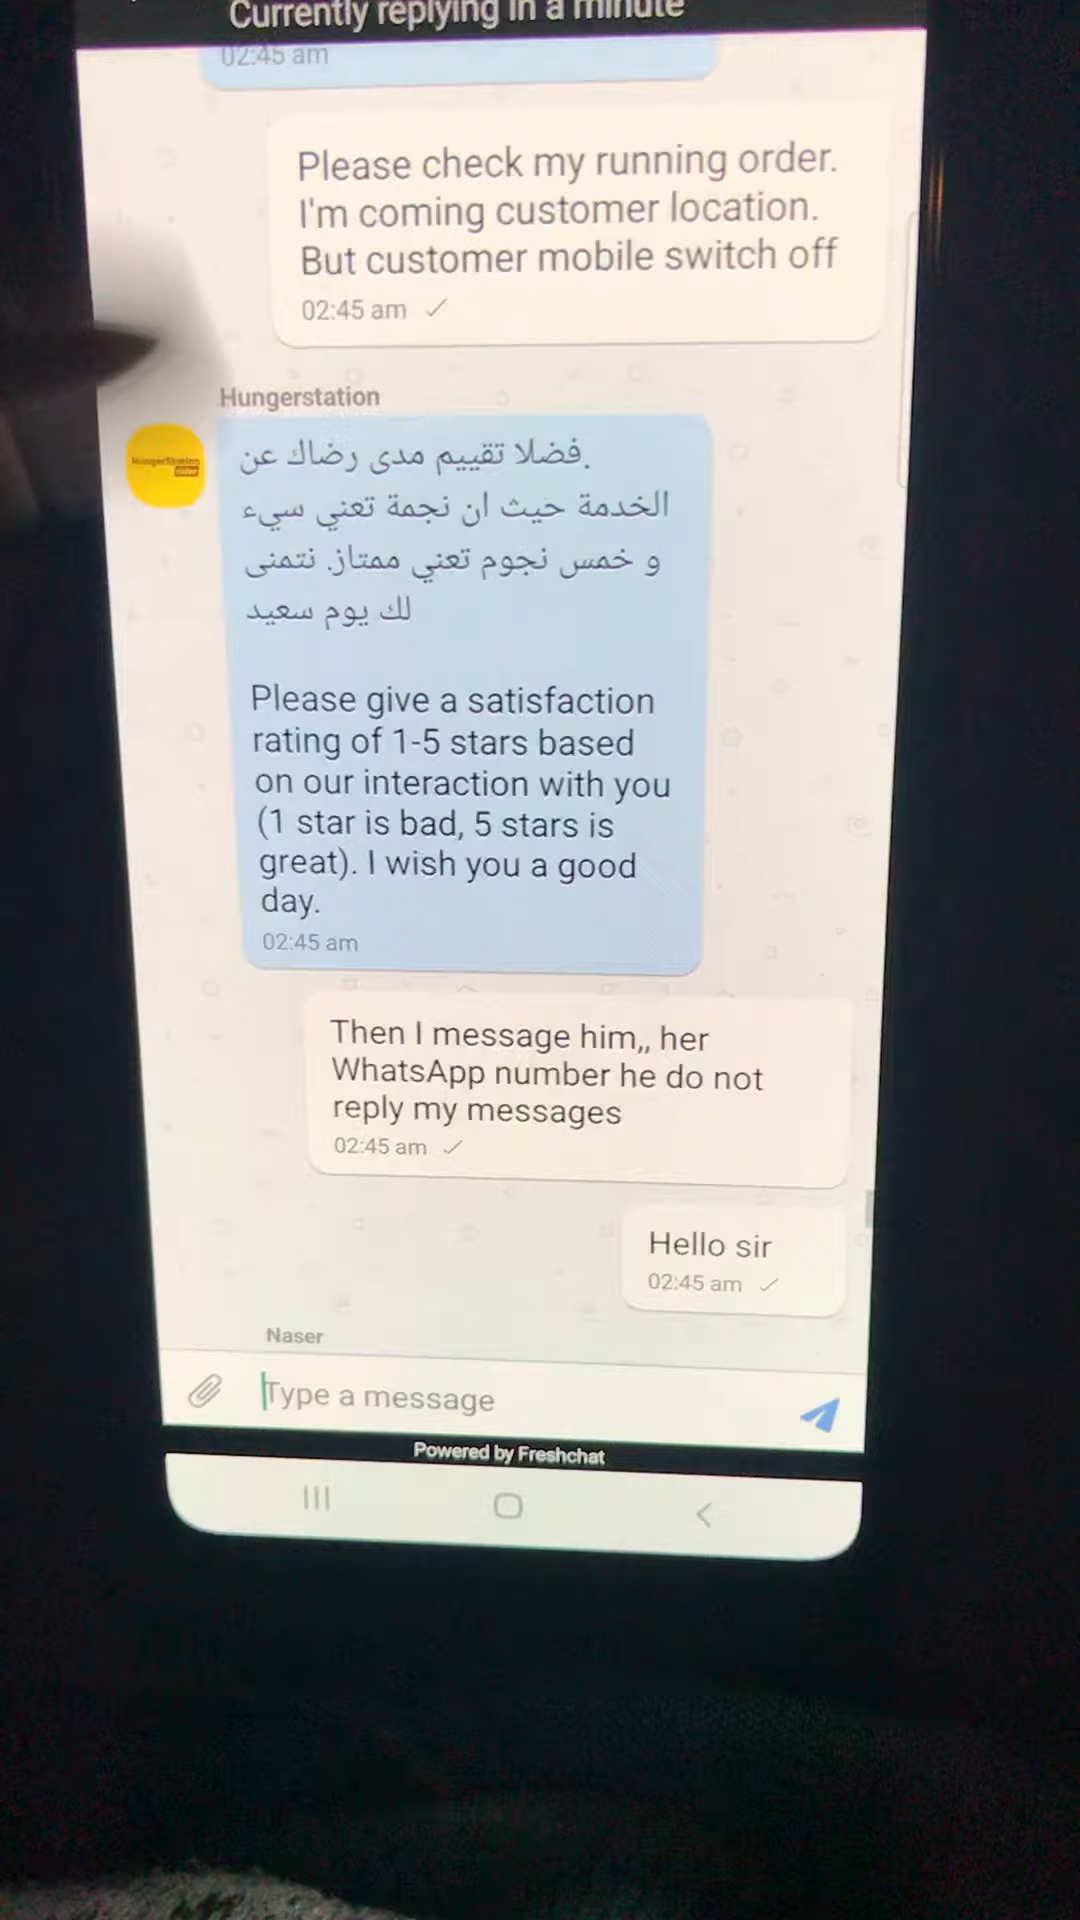 Currently replying in a minute
02:45 am
Please check my running order.
I'm coming customer location.
But customer mobile switch off
02:45 am
Hungerstation
HungerStation
rider
فضلا تقييم مدى رضاك عن.
الخدمة حيث ان نجمة تعني سيء
و خمس نجوم تعني ممتاز. نتمنى
لك يوم سعيد
Please give a satisfaction
rating of 1-5 stars based
on our interaction with you
(1 star is bad, 5 stars is
great). I wish you a good
day.
02:45 am
Then I message him,, her
WhatsApp number he do not
reply my messages
02:45 am
Hello sir
02:45 am
Naser
Type a message
Powered by Freshchat